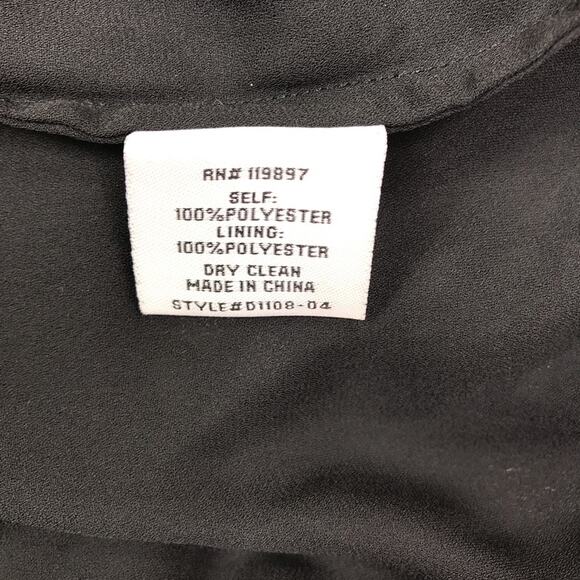 RN# 119897
SELF:
100%POLYESTER
LINING:
100%POLYESTER
DRY CLEAN
MADE IN CHINA
STYLE#D1108-04